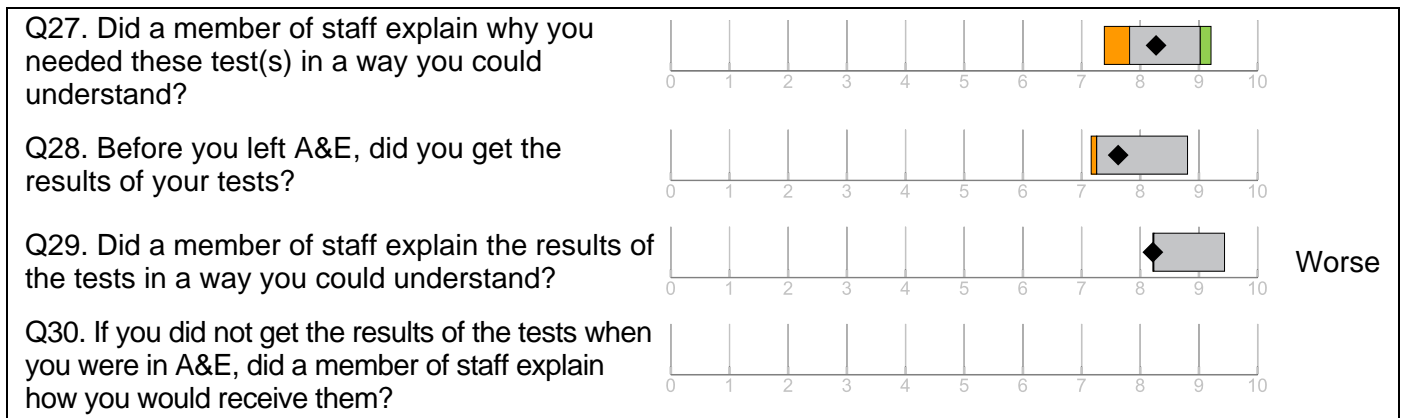 Q27. Did a member of staff explain why you
needed these test(s) in a way you could
understand?
0 1 2 3 4 5 6 7 8 9 10
Q28. Before you left A&E, did you get the
results of your tests?
0 1 2 3 4 5 6 7 8 9 10
Q29. Did a member of staff explain the results of
the tests in a way you could understand?
Worse
0 1 2 3 4 5 6 7 8 9 10
Q30. If you did not get the results of the tests when
you were in A&E, did a member of staff explain
how you would receive them?
0 1 2 3 4 5 6 7 8 9 10